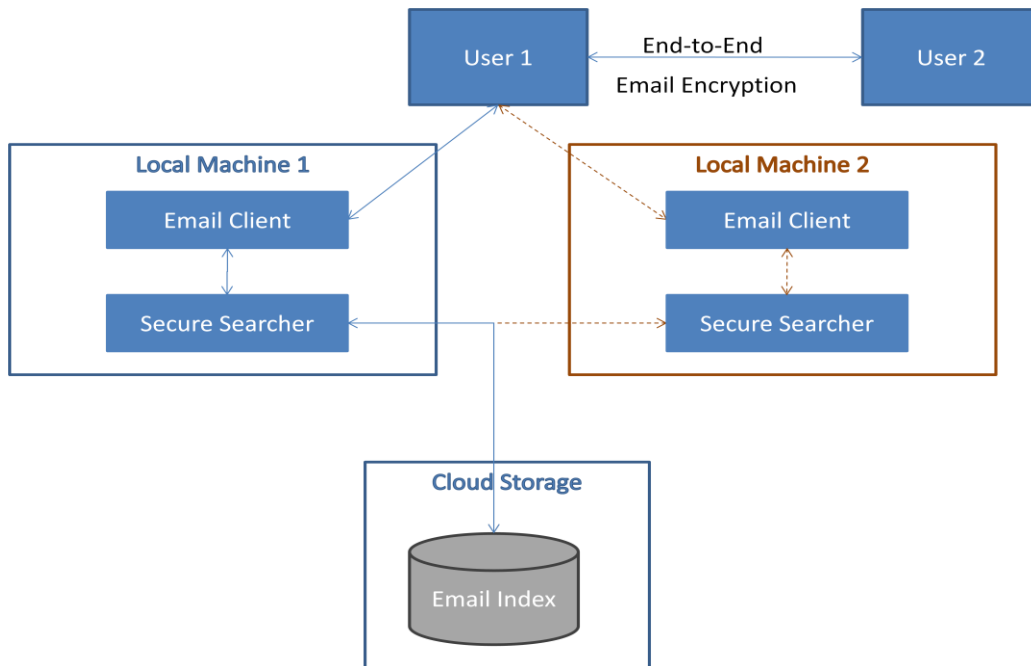 User 1
End-to-End
Email Encryption
User 2
Local Machine 1
Email Client
Secure Searcher
Local Machine 2
Email Client
Secure Searcher
Cloud Storage
Email Index